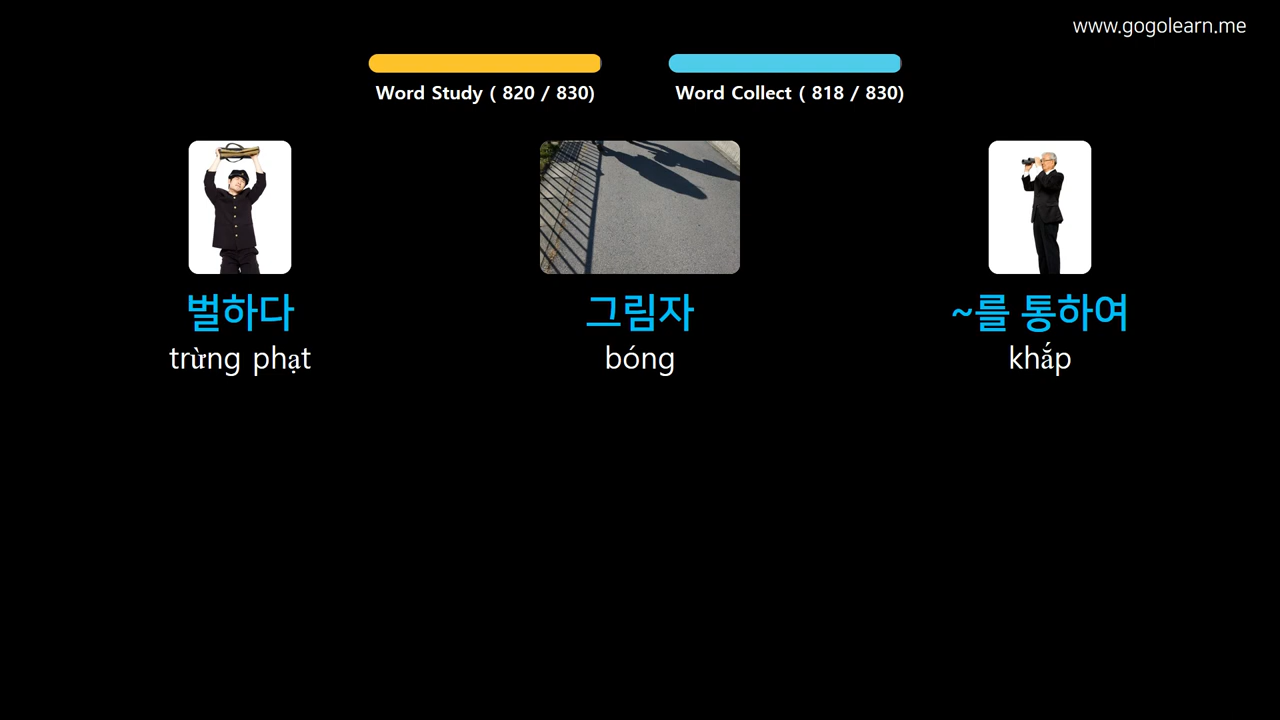 www.gogolearn.me
Word Study ( 820 / 830)
Word Collect ( 818 / 830)
벌하다
그림자
~를 통하여
trừng phạt
bóng
khắp